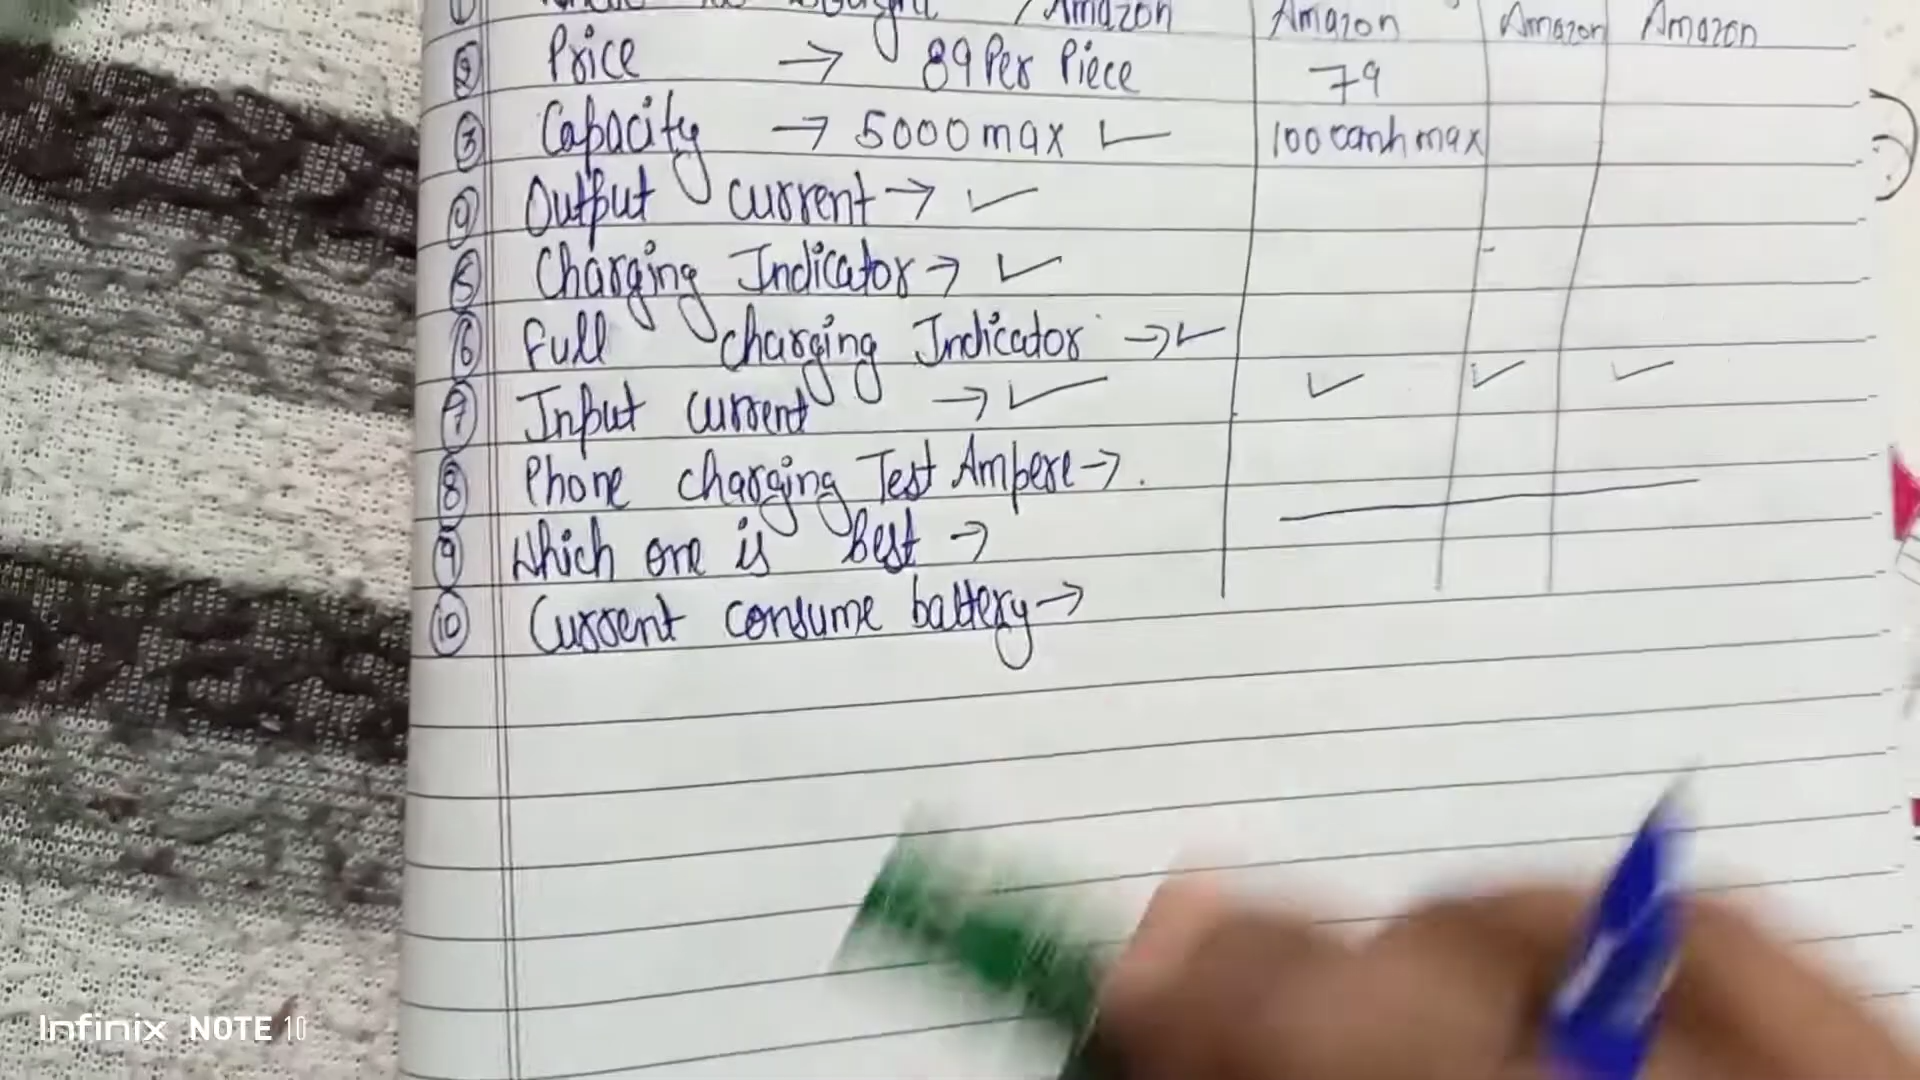 ① Amazon Amazon Amazon Amazon
② Price → 89 Per Piece 79
③ Capacity → 5000 max ✓ 10000mh max
④ Output current → ✓
⑤ Charging Indicator → ✓
⑥ Full charging Indicator → ✓
⑦ Input current → ✓ ✓ ✓ ✓
⑧ Phone charging Test Ampere →
⑨ Which one is Best →
⑩ Current consume battery →
Infinix NOTE 10